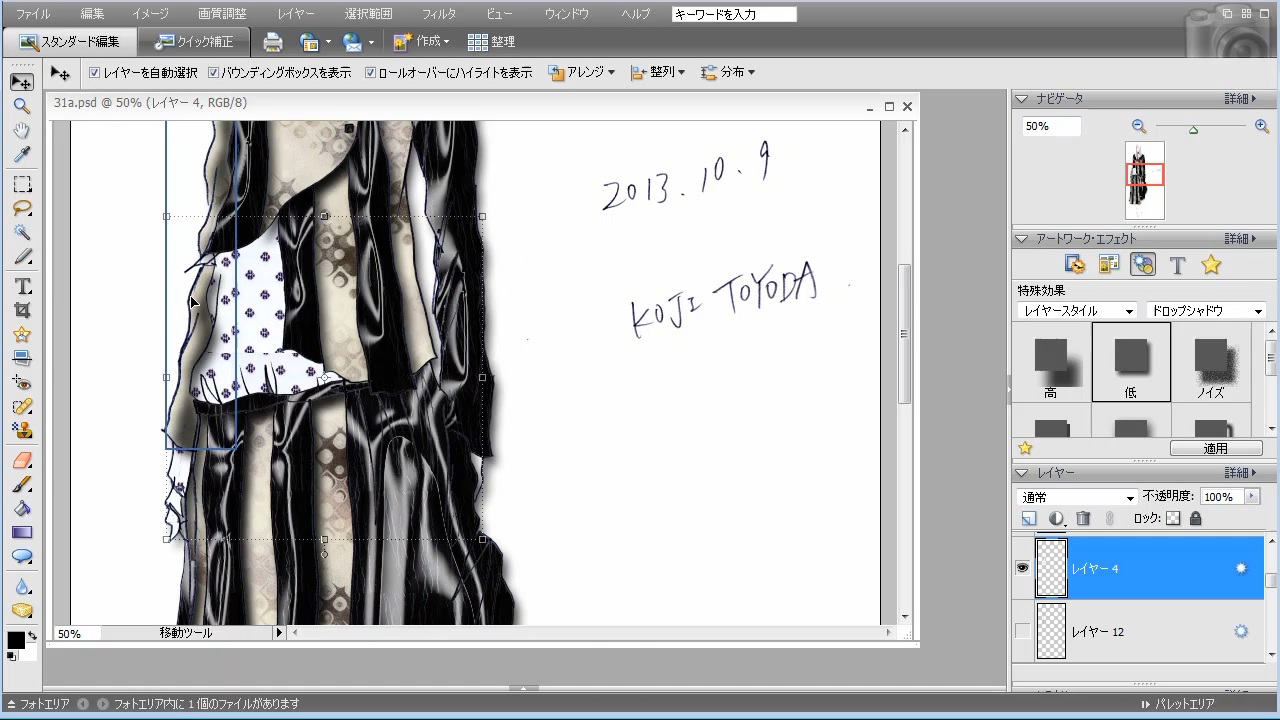 ファイル 編集 イメージ 画質調整 レイヤー 選択範囲 フィルタ ビュー ウィンドウ ヘルプ キーワードを入力
スタンダード編集 クイック補正 作成 整理
レイヤーを自動選択 バウンディングボックスを表示 ロールオーバーにハイライトを表示 アレンジ 整列 分布
31a.psd @ 50% (レイヤー 4, RGB/8)
2013.10.9
KOJI TOYODA
50% 移動ツール
ナビゲータ 詳細
50%
アートワーク・エフェクト 詳細
特殊効果
レイヤースタイル ドロップシャドウ
高 低 ノイズ
適用
レイヤー 詳細
通常 不透明度: 100%
ロック:
レイヤー 4
レイヤー 12
フォトエリア フォトエリア内に 1 個のファイルがあります パレットエリア